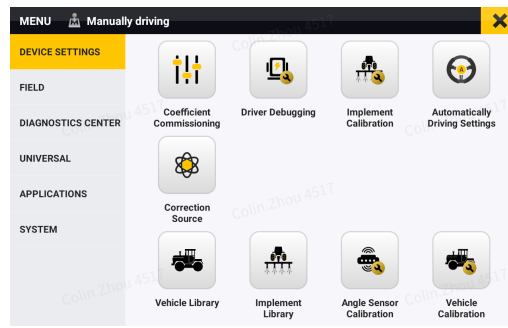 MENU Manually driving
DEVICE SETTINGS
FIELD
DIAGNOSTICS CENTER
UNIVERSAL
APPLICATIONS
SYSTEM
Coefficient
Commissioning
Driver Debugging
Implement
Calibration
Automatically
Driving Settings
Correction
Source
Vehicle Library
Implement
Library
Angle Sensor
Calibration
Vehicle
Calibration
Colin.Zhou 4517